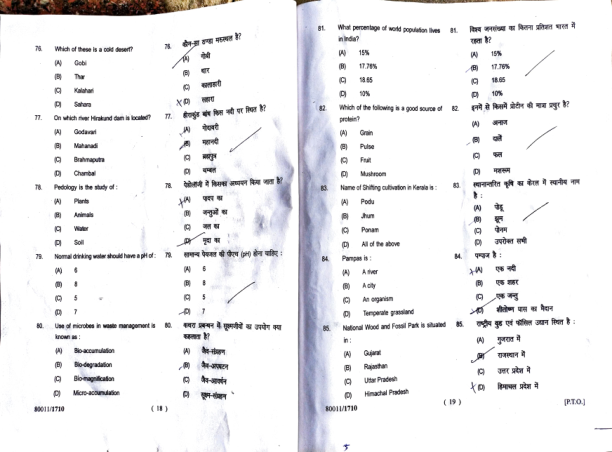 76. Which of these is a cold desert?
(A) Gobi
(B) Thar
(C) Kalahari
(D) Sahara
77. On which river Hirakund dam is located?
(A) Godavari
(B) Mahanadi
(C) Brahmaputra
(D) Chambal
78. Pedology is the study of :
(A) Plants
(B) Animals
(C) Water
(D) Soil
79. Normal drinking water should have a pH of :
(A) 6
(B) 8
(C) 5
(D) 7
80. Use of microbes in waste management is
known as :
(A) Bio-accumulation
(B) Bio-degradation
(C) Bio-magnification
(D) Micro-accumulation
80011/1710
( 18 )
76. कौन-सा ठण्डा मरुस्थल है?
(A) गोबी
(B) थार
(C) कालाहारी
(D) सहारा
77. हीराकुंड बांध किस नदी पर स्थित है?
(A) गोदावरी
(B) महानदी
(C) ब्रह्मपुत्र
(D) चम्बल
78. पेडोलॉजी में किसका अध्ययन किया जाता है?
(A) पादप का
(B) जन्तुओं का
(C) जल का
(D) मृदा का
79. सामान्य पेयजल की पीएच (pH) होना चाहिए :
(A) 6
(B) 8
(C) 5
(D) 7
80. कचरा प्रबन्धन में सूक्ष्मजीवों का उपयोग क्या
कहलाता है?
(A) जैव-संग्रहण
(B) जैव-अपघटन
(C) जैव-आवर्धन
(D) सूक्ष्म-संग्रहण
81. What percentage of world population lives
in India?
(A) 15%
(B) 17.76%
(C) 18.65
(D) 10%
82. Which of the following is a good source of
protein?
(A) Grain
(B) Pulse
(C) Fruit
(D) Mushroom
83. Name of Shifting cultivation in Kerala is :
(A) Podu
(B) Jhum
(C) Ponam
(D) All of the above
84. Pampas is :
(A) A river
(B) A city
(C) An organism
(D) Temperate grassland
85. National Wood and Fossil Park is situated
in :
(A) Gujarat
(B) Rajasthan
(C) Uttar Pradesh
(D) Himachal Pradesh
80011/1710
( 19 )
81. विश्व जनसंख्या का कितना प्रतिशत भारत में
रहता है?
(A) 15%
(B) 17.76%
(C) 18.65
(D) 10%
82. इनमें से किसमें प्रोटीन की मात्रा प्रचुर है?
(A) अनाज
(B) दालें
(C) फल
(D) मशरूम
83. स्थानान्तरित कृषि का केरल में स्थानीय नाम
है :
(A) पोडू
(B) झूम
(C) पोनम
(D) उपरोक्त सभी
84. पम्पाज है :
(A) एक नदी
(B) एक शहर
(C) एक जन्तु
(D) शीतोष्ण घास का मैदान
85. राष्ट्रीय वुड एवं फॉसिल उद्यान स्थित है :
(A) गुजरात में
(B) राजस्थान में
(C) उत्तर प्रदेश में
(D) हिमाचल प्रदेश में
[P.T.O.]